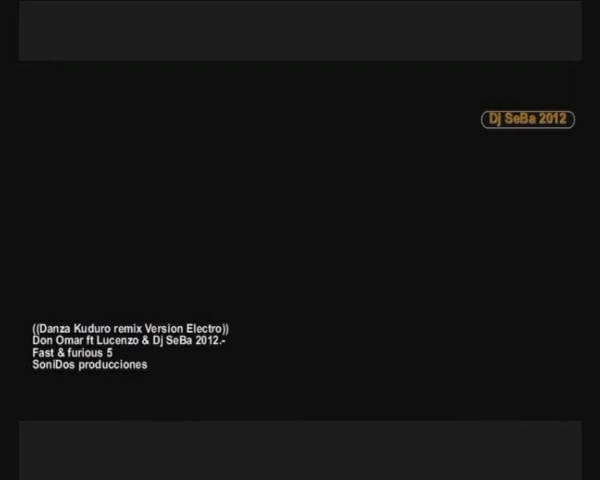 Dj SeBa 2012
((Danza Kuduro remix Version Electro))
Don Omar ft Lucenzo & Dj SeBa 2012.-
Fast & furious 5
SoniDos producciones